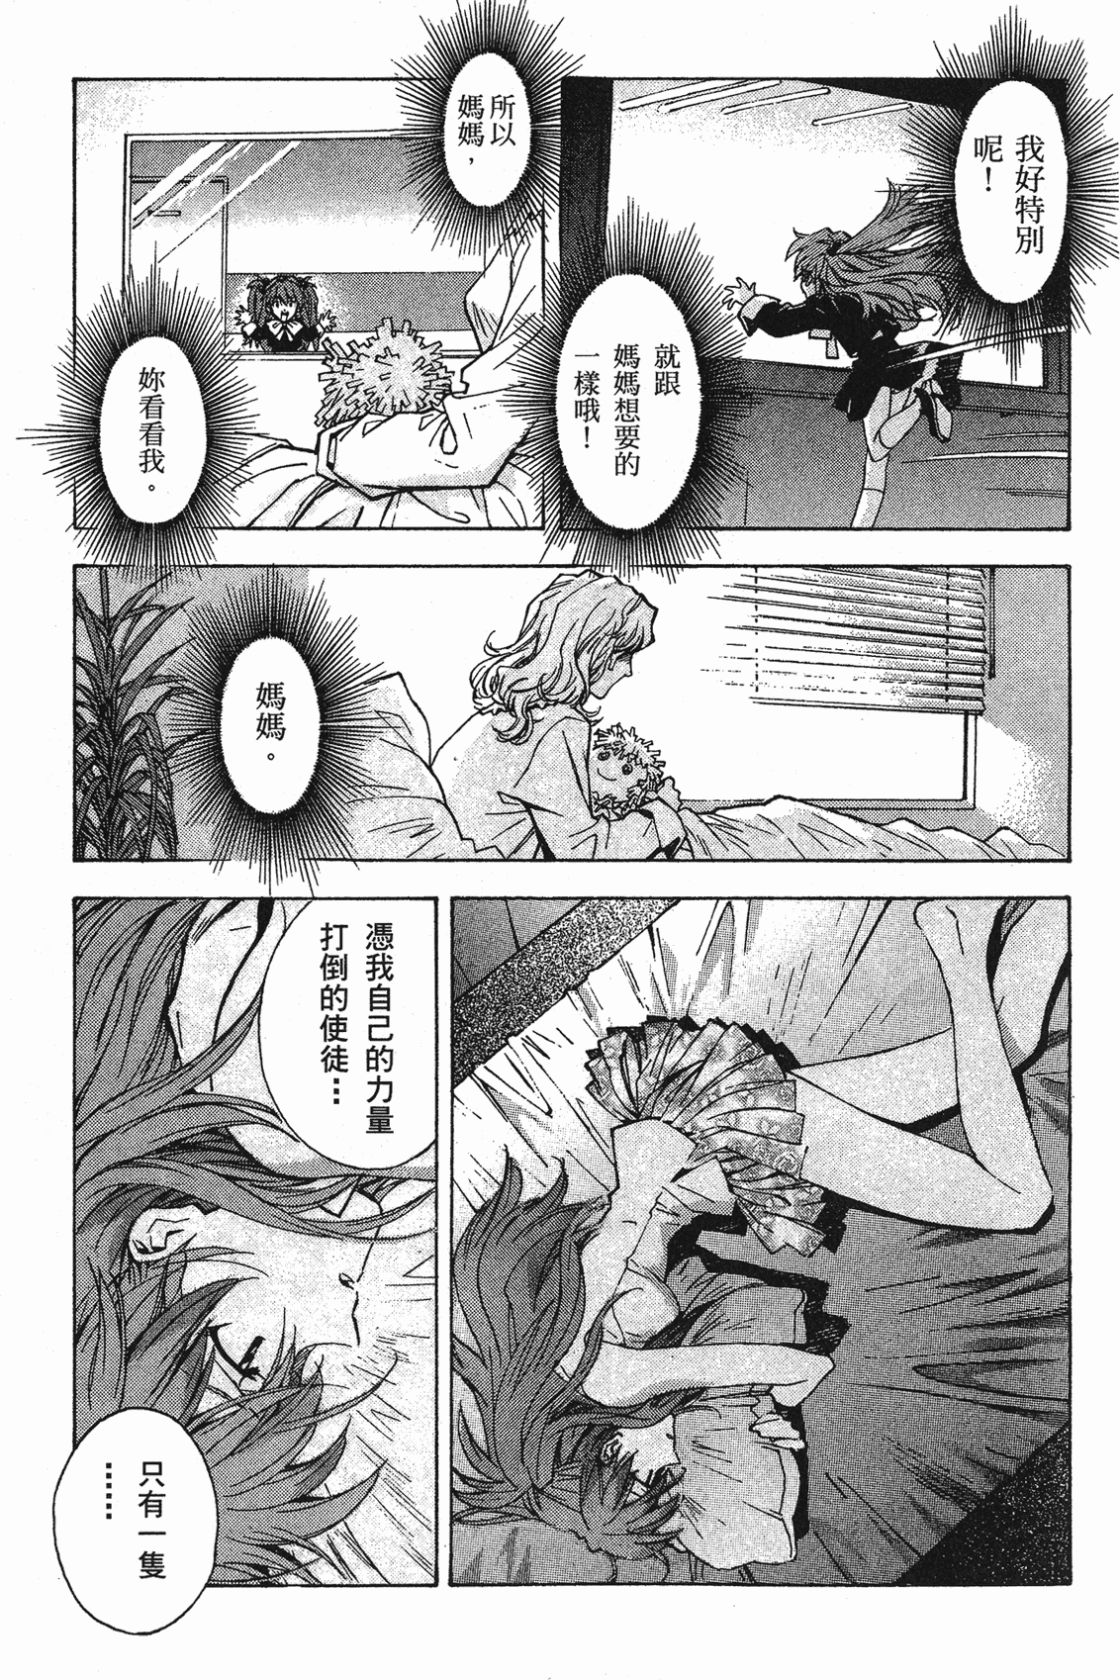 我好特別
呢！
就跟
媽媽想要的
一樣哦！
所以
媽媽，
妳看看我。
媽媽。
憑我自己的力量
打倒的使徒…
只有一隻
……